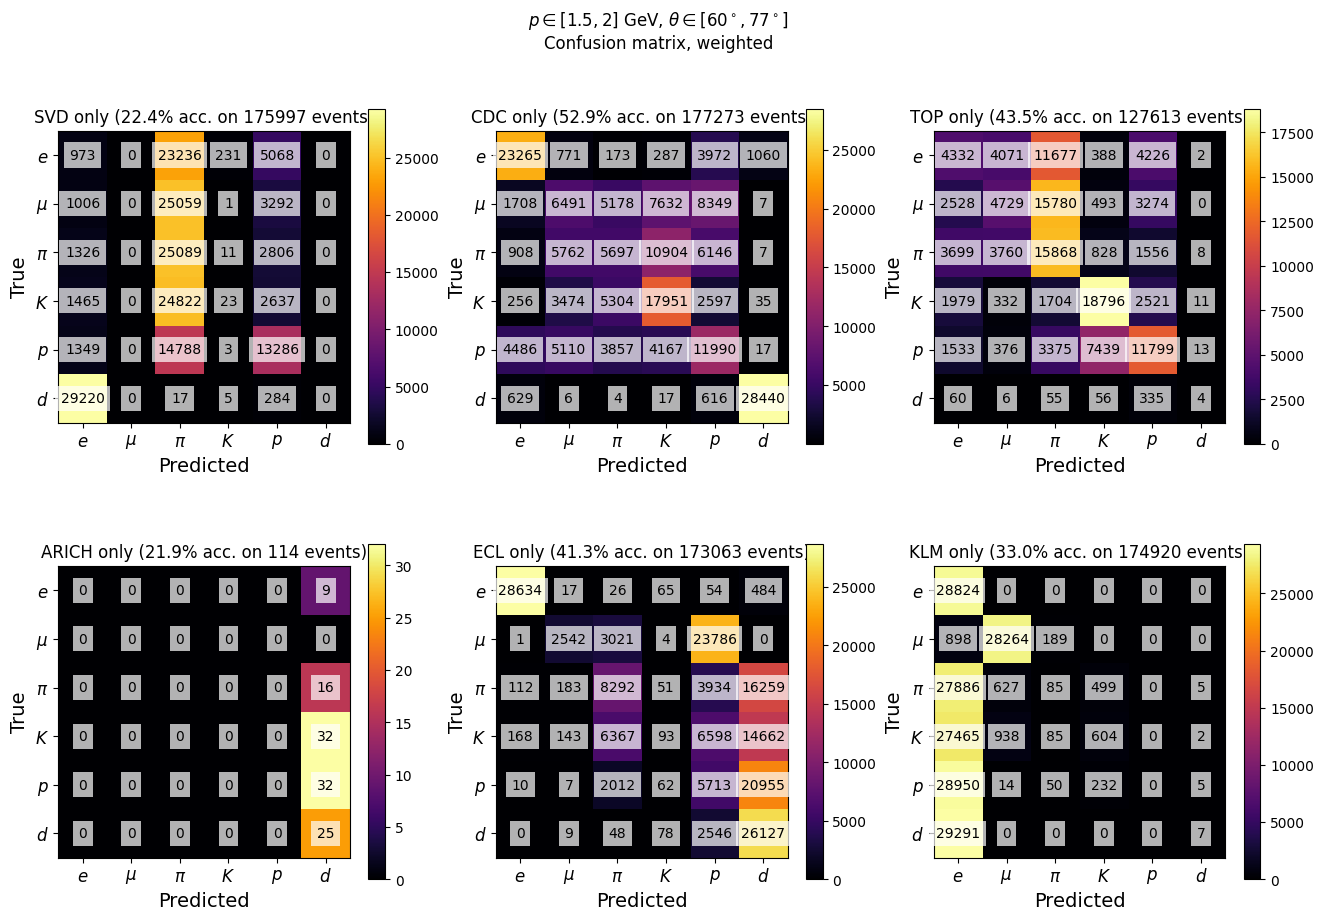 p ∈ [1.5, 2] GeV, θ ∈ [60°, 77°]
Confusion matrix, weighted
SVD only (22.4% acc. on 175997 events
True
e 973 0 23236 231 5068 0
μ 1006 0 25059 1 3292 0
π 1326 0 25089 11 2806 0
K 1465 0 24822 23 2637 0
p 1349 0 14788 3 13286 0
d 29220 0 17 5 284 0
e μ π K p d
Predicted
25000
20000
15000
10000
5000
0
CDC only (52.9% acc. on 177273 events
True
e 23265 771 173 287 3972 1060
μ 1708 6491 5178 7632 8349 7
π 908 5762 5697 10904 6146 7
K 256 3474 5304 17951 2597 35
p 4486 5110 3857 4167 11990 17
d 629 6 4 17 616 28440
e μ π K p d
Predicted
25000
20000
15000
10000
5000
TOP only (43.5% acc. on 127613 events
True
e 4332 4071 11677 388 4226 2
μ 2528 4729 15780 493 3274 0
π 3699 3760 15868 828 1556 8
K 1979 332 1704 18796 2521 11
p 1533 376 3375 7439 11799 13
d 60 6 55 56 335 4
e μ π K p d
Predicted
17500
15000
12500
10000
7500
5000
2500
0
ARICH only (21.9% acc. on 114 events)
True
e 0 0 0 0 0 9
μ 0 0 0 0 0 0
π 0 0 0 0 0 16
K 0 0 0 0 0 32
p 0 0 0 0 0 32
d 0 0 0 0 0 25
e μ π K p d
Predicted
30
25
20
15
10
5
0
ECL only (41.3% acc. on 173063 events
True
e 28634 17 26 65 54 484
μ 1 2542 3021 4 23786 0
π 112 183 8292 51 3934 16259
K 168 143 6367 93 6598 14662
p 10 7 2012 62 5713 20955
d 0 9 48 78 2546 26127
e μ π K p d
Predicted
25000
20000
15000
10000
5000
0
KLM only (33.0% acc. on 174920 events
True
e 28824 0 0 0 0 0
μ 898 28264 189 0 0 0
π 27886 627 85 499 0 5
K 27465 938 85 604 0 2
p 28950 14 50 232 0 5
d 29291 0 0 0 0 7
e μ π K p d
Predicted
25000
20000
15000
10000
5000
0